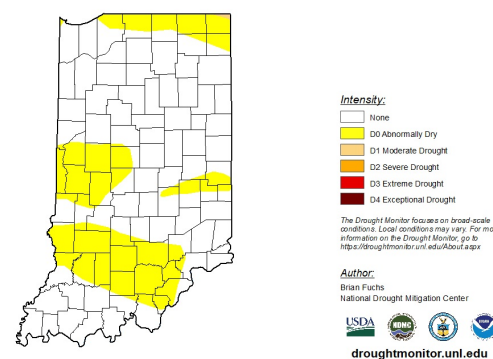 Intensity:
None
D0 Abnormally Dry
D1 Moderate Drought
D2 Severe Drought
D3 Extreme Drought
D4 Exceptional Drought
The Drought Monitor focuses on broad-scale
conditions. Local conditions may vary. For mo
information on the Drought Monitor, go to
https://droughtmonitor.unl.edu/About.aspx
Author:
Brian Fuchs
National Drought Mitigation Center
USDA
NDMC
droughtmonitor.unl.edu